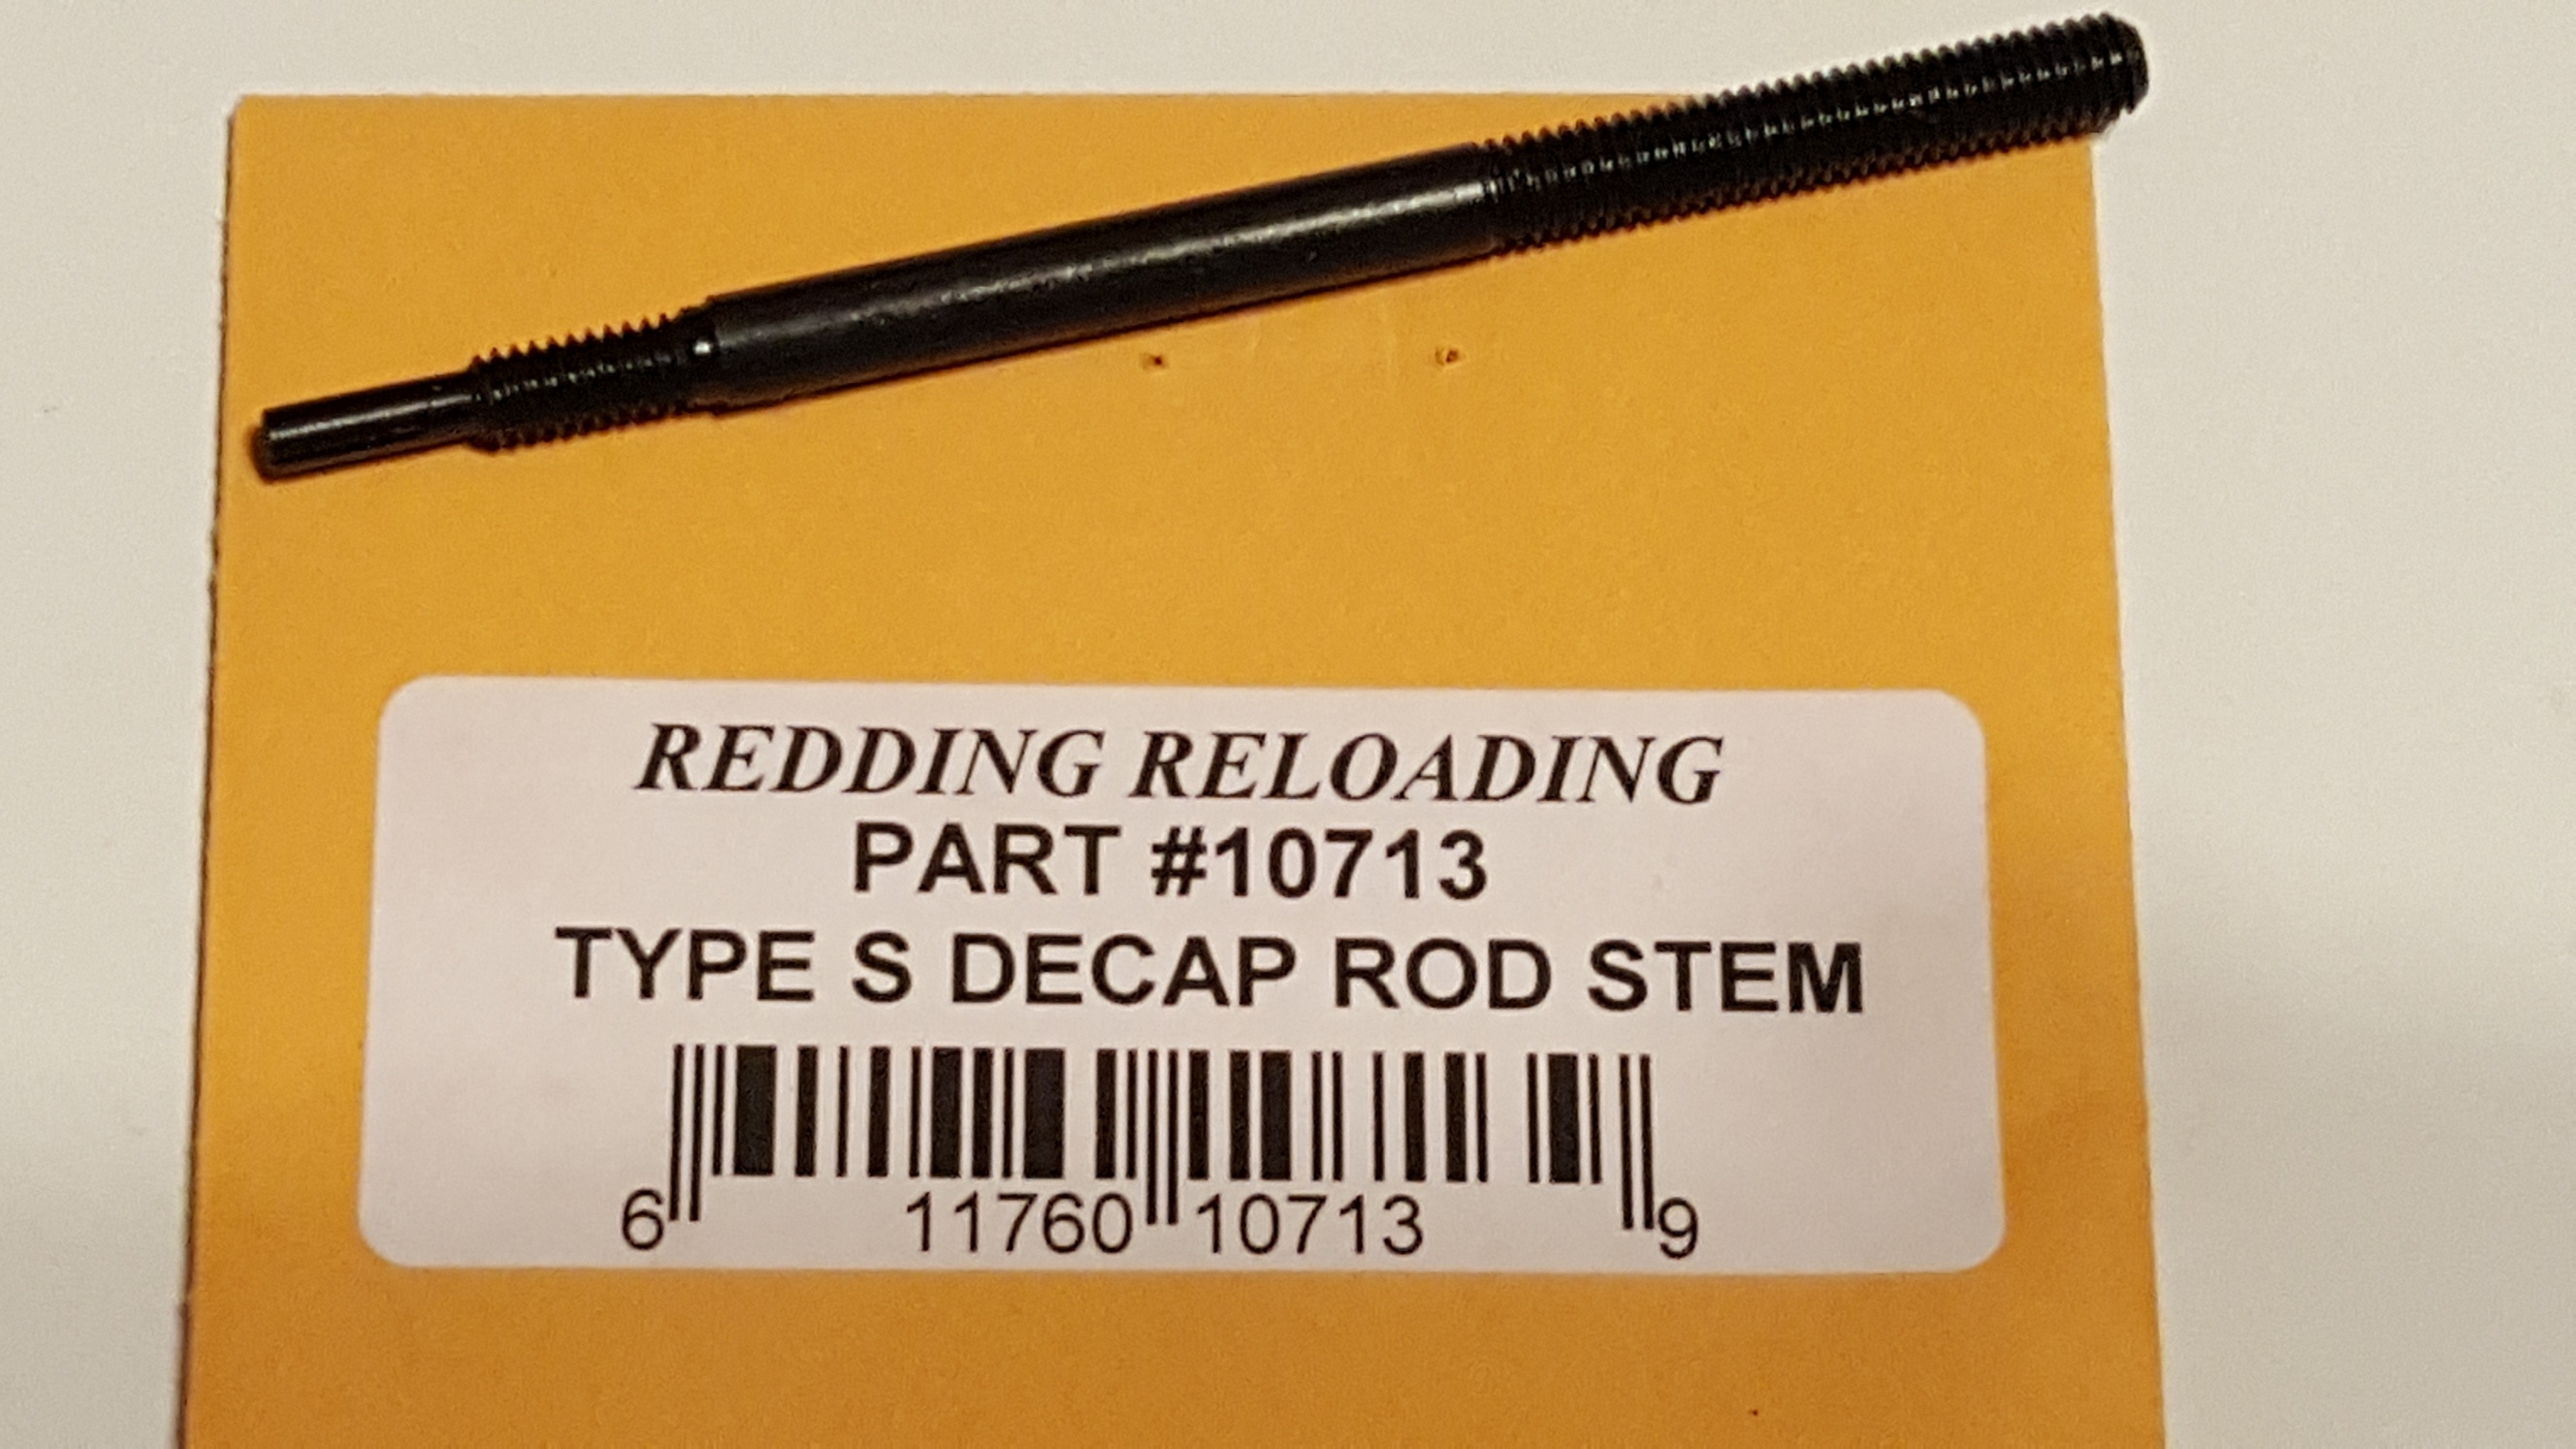 REDDING RELOADING
PART #10713
TYPE S DECAP ROD STEM
6 11760 10713 9